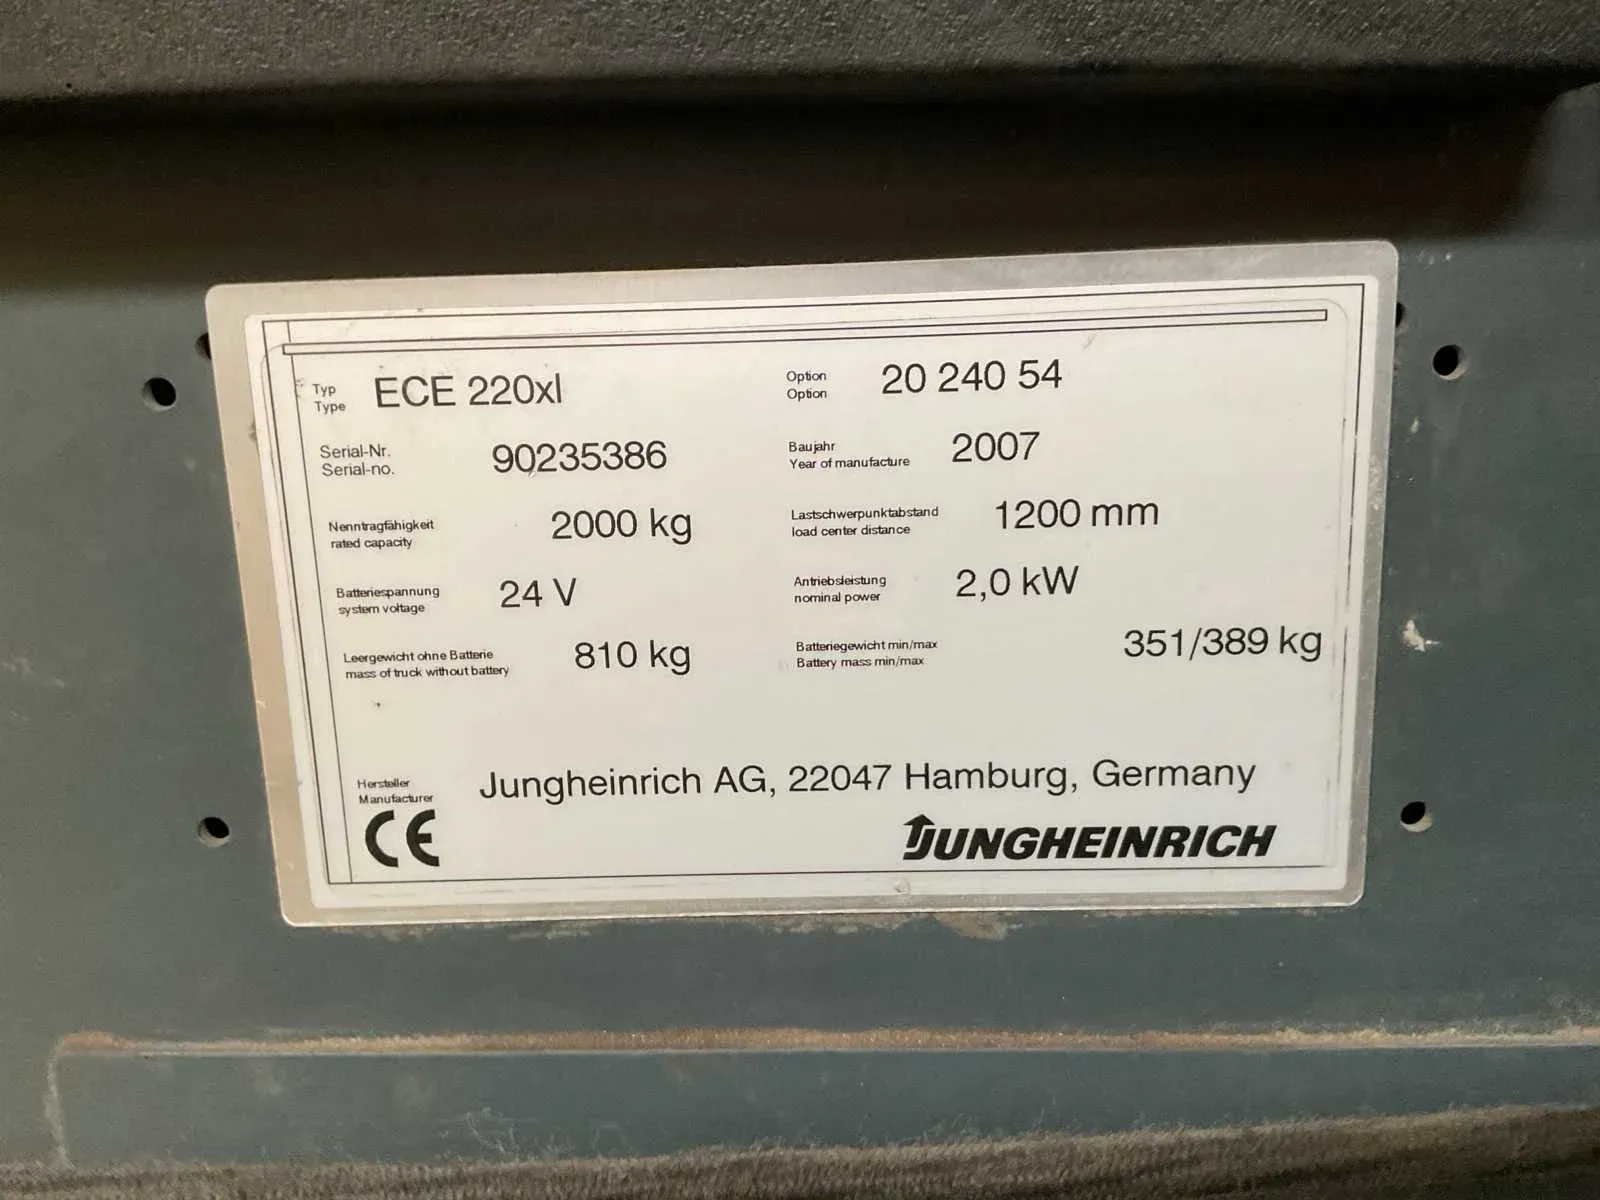 Typ ECE 220xl Option 20 240 54
Type Option
Serial-Nr. 90235386 Baujahr 2007
Serial-no. Year of manufacture
Nenntragfähigkeit 2000 kg Lastschwerpunktabstand 1200 mm
rated capacity load center distance
Batteriespannung 24 V Antriebsleistung 2,0 kW
system voltage nominal power
Leergewicht ohne Batterie 810 kg Batteriegewicht min/max 351/389 kg
mass of truck without battery Battery mass min/max
Hersteller Jungheinrich AG, 22047 Hamburg, Germany
Manufacturer
CE JUNGHEINRICH